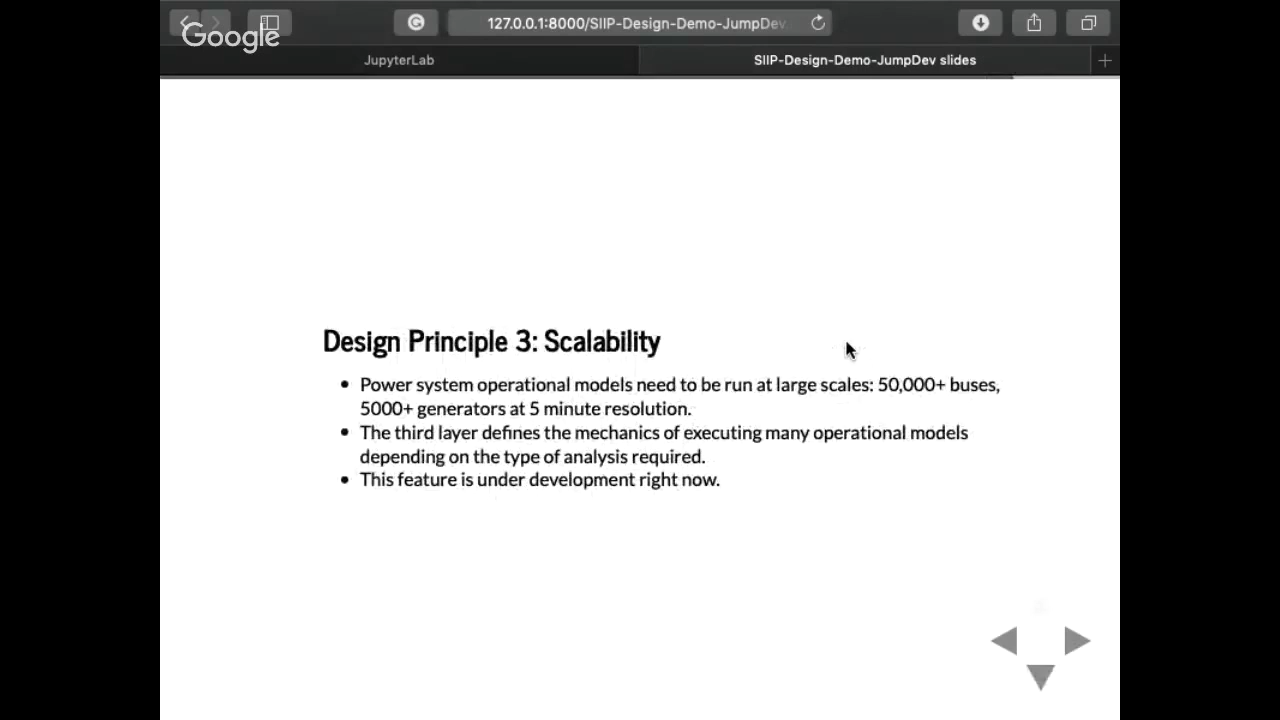 Google
127.0.0.1:8000/SIIP-Design-Demo-JumpDev
JupyterLab
SIIP-Design-Demo-JumpDev slides
Design Principle 3: Scalability
• Power system operational models need to be run at large scales: 50,000+ buses,
5000+ generators at 5 minute resolution.
• The third layer defines the mechanics of executing many operational models
depending on the type of analysis required.
• This feature is under development right now.